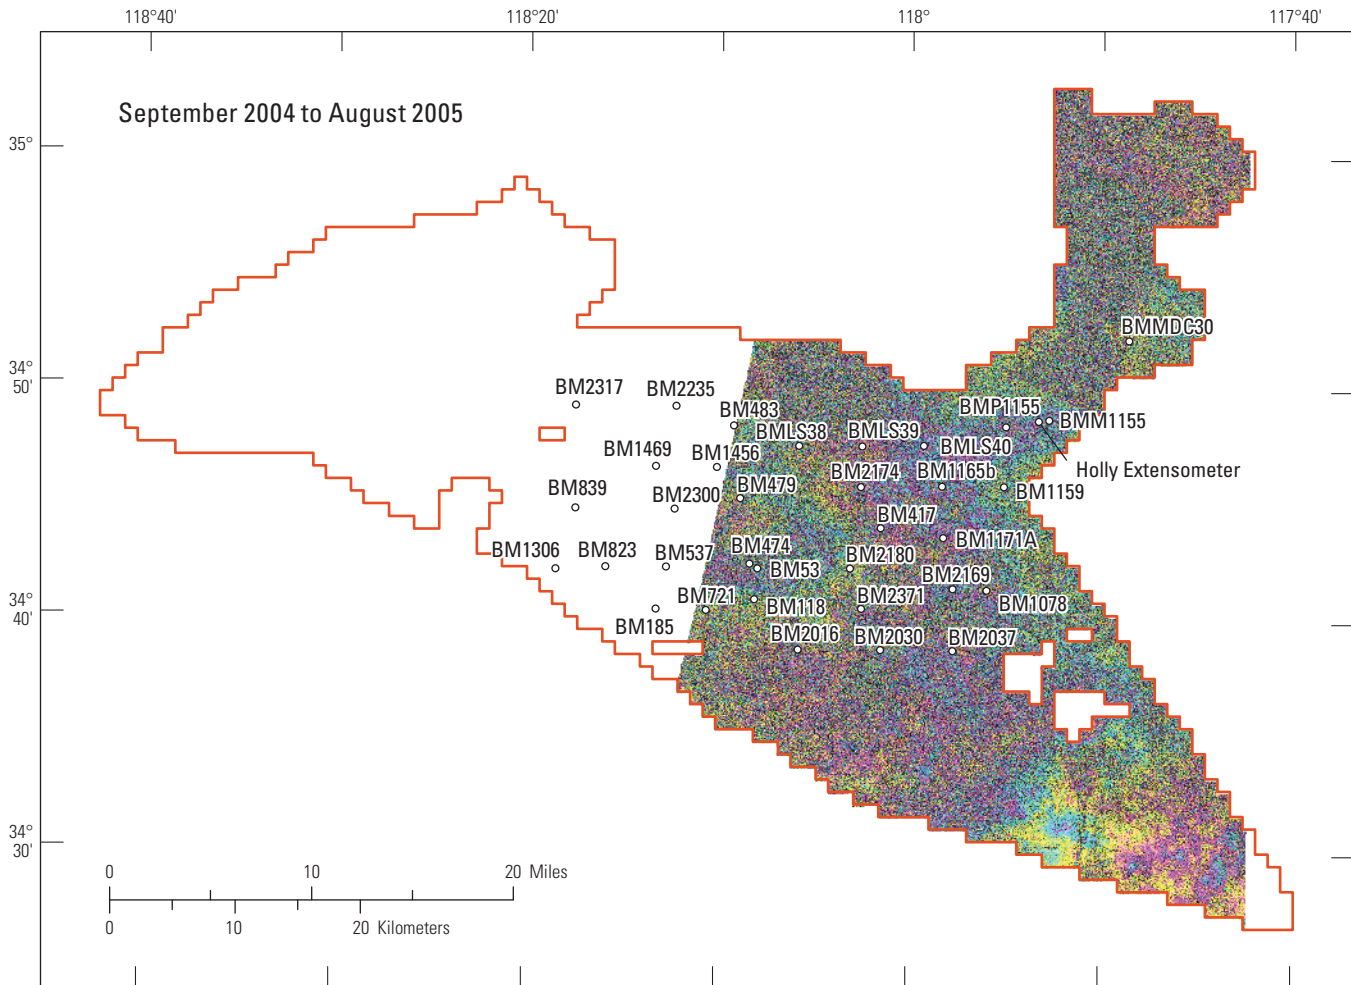 118°40'
118°20'
118°
117°40'
September 2004 to August 2005
35°
BMMDC30
34°
50'
BM2317
BM2235
BM483
BMP1155
BMM1155
BMLS38
BMLS39
BMLS40
BM1469
BM1456
Holly Extensometer
BM2174
BM1165b
BM839
BM2300
BM479
BM1159
BM417
BM1171A
BM1306
BM823
BM537
BM474
BM53
BM2180
BM2169
BM721
BM118
BM2371
BM1078
34°
40'
BM185
BM2016
BM2030
BM2037
34°
30'
0 10 20 Miles
0 10 20 Kilometers